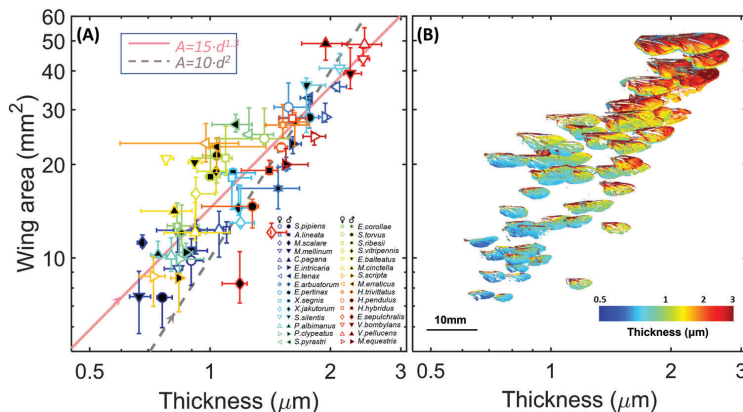 (A)
A=15·d^1.3
A=10·d^2
Wing area (mm²)
60
50
40
30
20
10
0.5
1
2
3
Thickness (μm)
♀ ♂
S.pipiens
A.lineata
M.scalare
M.mellinum
C.pagana
E.intricaria
E.tenax
E.arbustorum
E.pertinax
X.segnis
X.jakutorum
S.silentis
P.albimanus
P.clypeatus
S.pyrastri
♀ ♂
E.corollae
S.torvus
S.ribesii
S.vitripennis
E.balteatus
M.cinctella
S.scripta
M.erraticus
H.trivittatus
H.pendulus
H.hybridus
E.sepulchralis
V.bombylans
V.pellucens
M.equestris
(B)
10mm
0.5 1 2 3
Thickness (μm)
0.5
1
2
3
Thickness (μm)